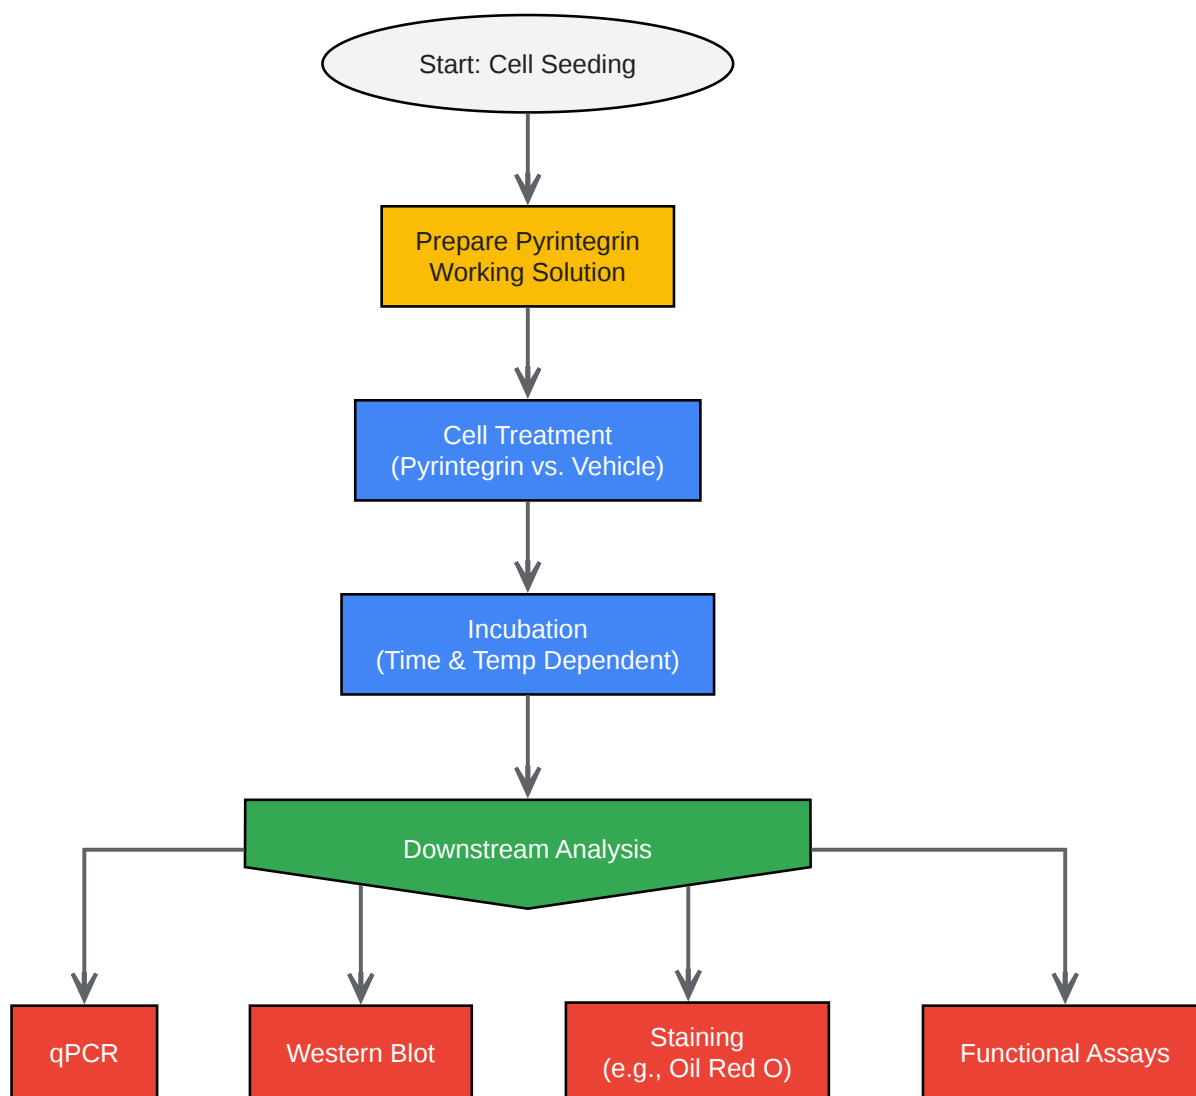 Start: Cell Seeding
Prepare Pyrintegrin
Working Solution
Cell Treatment
(Pyrintegrin vs. Vehicle)
Incubation
(Time & Temp Dependent)
Downstream Analysis
qPCR
Western Blot
Staining
(e.g., Oil Red O)
Functional Assays